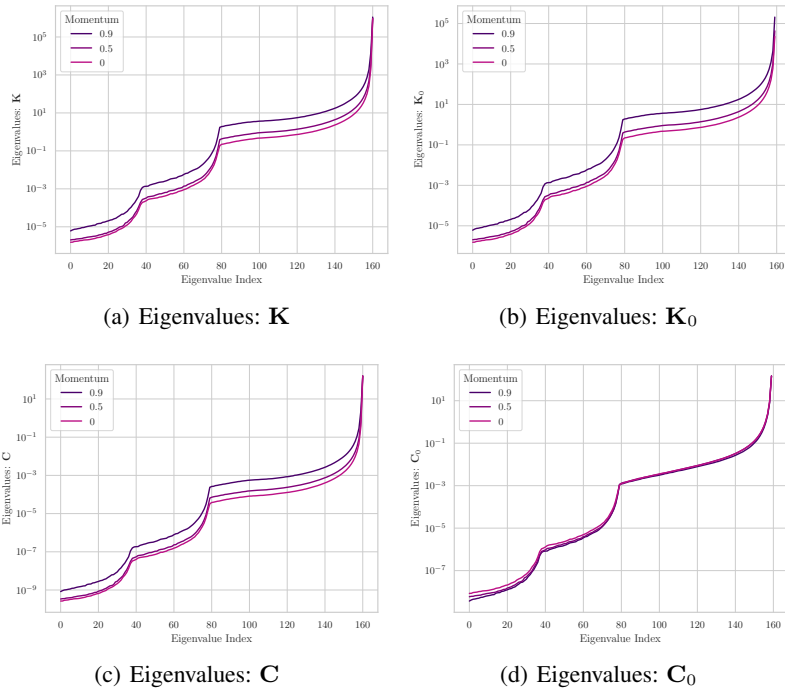 Momentum
0.9
0.5
0
10^5
10^3
10^1
10^-1
10^-3
10^-5
Eigenvalues: K
0 20 40 60 80 100 120 140 160
Eigenvalue Index
(a) Eigenvalues: K
Momentum
0.9
0.5
0
10^5
10^3
10^1
10^-1
10^-3
10^-5
Eigenvalues: K₀
0 20 40 60 80 100 120 140 160
Eigenvalue Index
(b) Eigenvalues: K₀
Momentum
0.9
0.5
0
10^1
10^-1
10^-3
10^-5
10^-7
10^-9
Eigenvalues: C
0 20 40 60 80 100 120 140 160
Eigenvalue Index
(c) Eigenvalues: C
Momentum
0.9
0.5
0
10^1
10^-1
10^-3
10^-5
10^-7
Eigenvalues: C₀
0 20 40 60 80 100 120 140 160
Eigenvalue Index
(d) Eigenvalues: C₀